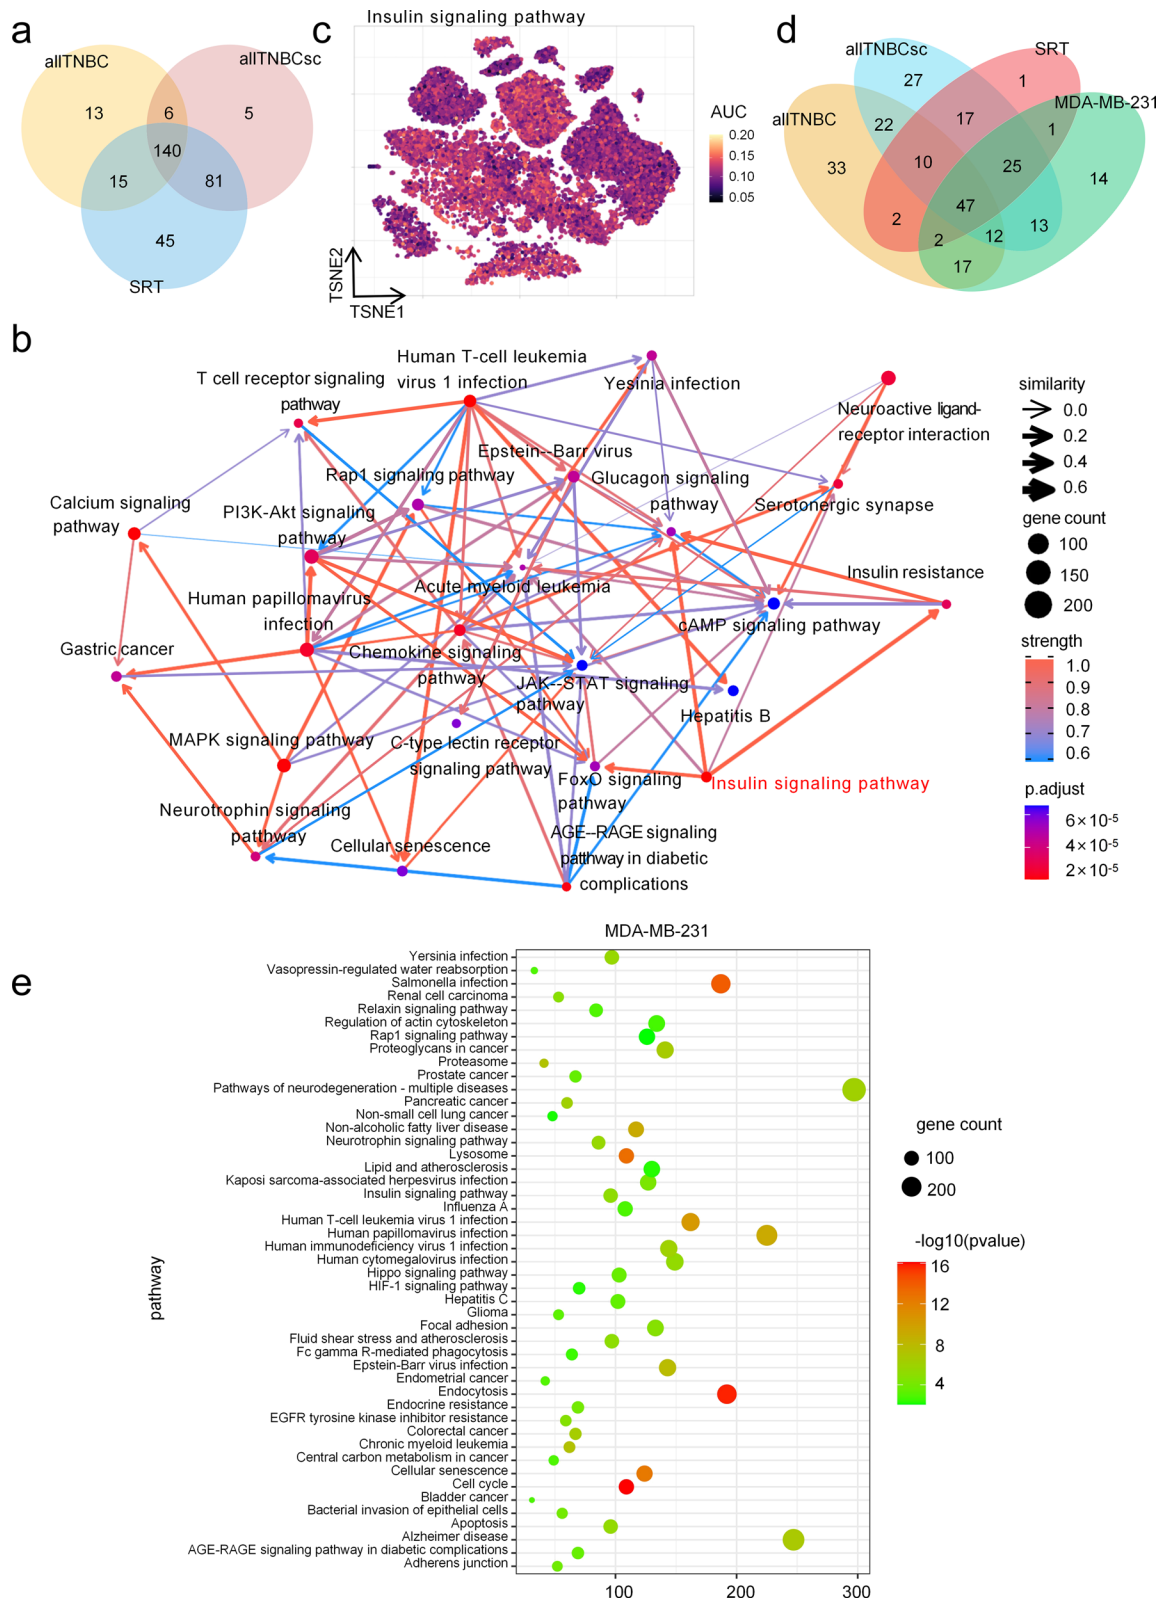 a
allTNBC
allTNBCsc
13
6
5
140
15
81
45
SRT
c
Insulin signaling pathway
AUC
0.20
0.15
0.10
0.05
TSNE2
TSNE1
d
allTNBCsc
SRT
27
1
MDA-MB-231
allTNBC
22
17
1
33
10
25
14
47
2
2
12
13
17
b
Human T-cell leukemia
virus 1 infection
T cell receptor signaling
pathway
Yesinia infection
Neuroactive ligand-
receptor interaction
Epstein--Barr virus
Rap1 signaling pathway
Glucagon signaling
pathway
Serotonergic synapse
Calcium signaling
pathway
PI3K-Akt signaling
pathway
Acute myeloid leukemia
Insulin resistance
Human papillomavirus
infection
cAMP signaling pathway
Gastric cancer
Chemokine signaling
pathway
JAK--STAT signaling
pathway
Hepatitis B
MAPK signaling pathway
C-type lectin receptor
signaling pathway
FoxO signaling
pathway
Insulin signaling pathway
Neurotrophin signaling
patthway
Cellular senescence
AGE--RAGE signaling
patthway in diabetic
complications
similarity
0.0
0.2
0.4
0.6
gene count
100
150
200
strength
1.0
0.9
0.8
0.7
0.6
p.adjust
6×10-5
4×10-5
2×10-5
e
MDA-MB-231
pathway
Yersinia infection
Vasopressin-regulated water reabsorption
Salmonella infection
Renal cell carcinoma
Relaxin signaling pathway
Regulation of actin cytoskeleton
Rap1 signaling pathway
Proteoglycans in cancer
Proteasome
Prostate cancer
Pathways of neurodegeneration - multiple diseases
Pancreatic cancer
Non-small cell lung cancer
Non-alcoholic fatty liver disease
Neurotrophin signaling pathway
Lysosome
Lipid and atherosclerosis
Kaposi sarcoma-associated herpesvirus infection
Insulin signaling pathway
Influenza A
Human T-cell leukemia virus 1 infection
Human papillomavirus infection
Human immunodeficiency virus 1 infection
Human cytomegalovirus infection
Hippo signaling pathway
HIF-1 signaling pathway
Hepatitis C
Glioma
Focal adhesion
Fluid shear stress and atherosclerosis
Fc gamma R-mediated phagocytosis
Epstein-Barr virus infection
Endometrial cancer
Endocytosis
Endocrine resistance
EGFR tyrosine kinase inhibitor resistance
Colorectal cancer
Chronic myeloid leukemia
Central carbon metabolism in cancer
Cellular senescence
Cell cycle
Bladder cancer
Bacterial invasion of epithelial cells
Apoptosis
Alzheimer disease
AGE-RAGE signaling pathway in diabetic complications
Adherens junction
100
200
300
gene count
100
200
-log10(pvalue)
16
12
8
4